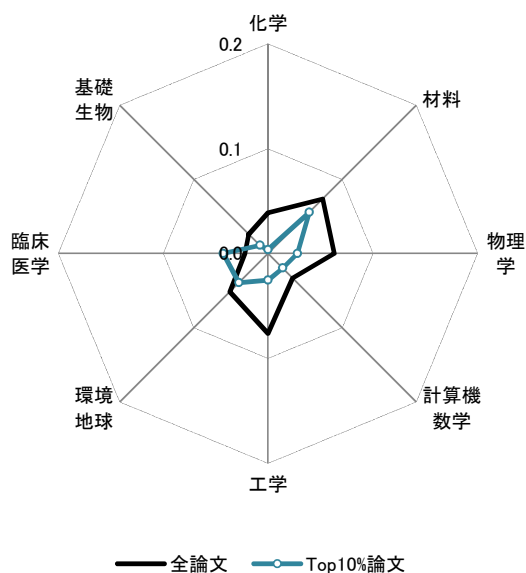 化学
0.2
基礎
生物
材料
0.1
臨床
医学
0.0
物理
学
環境
地球
計算機
数学
工学
全論文
Top10%論文